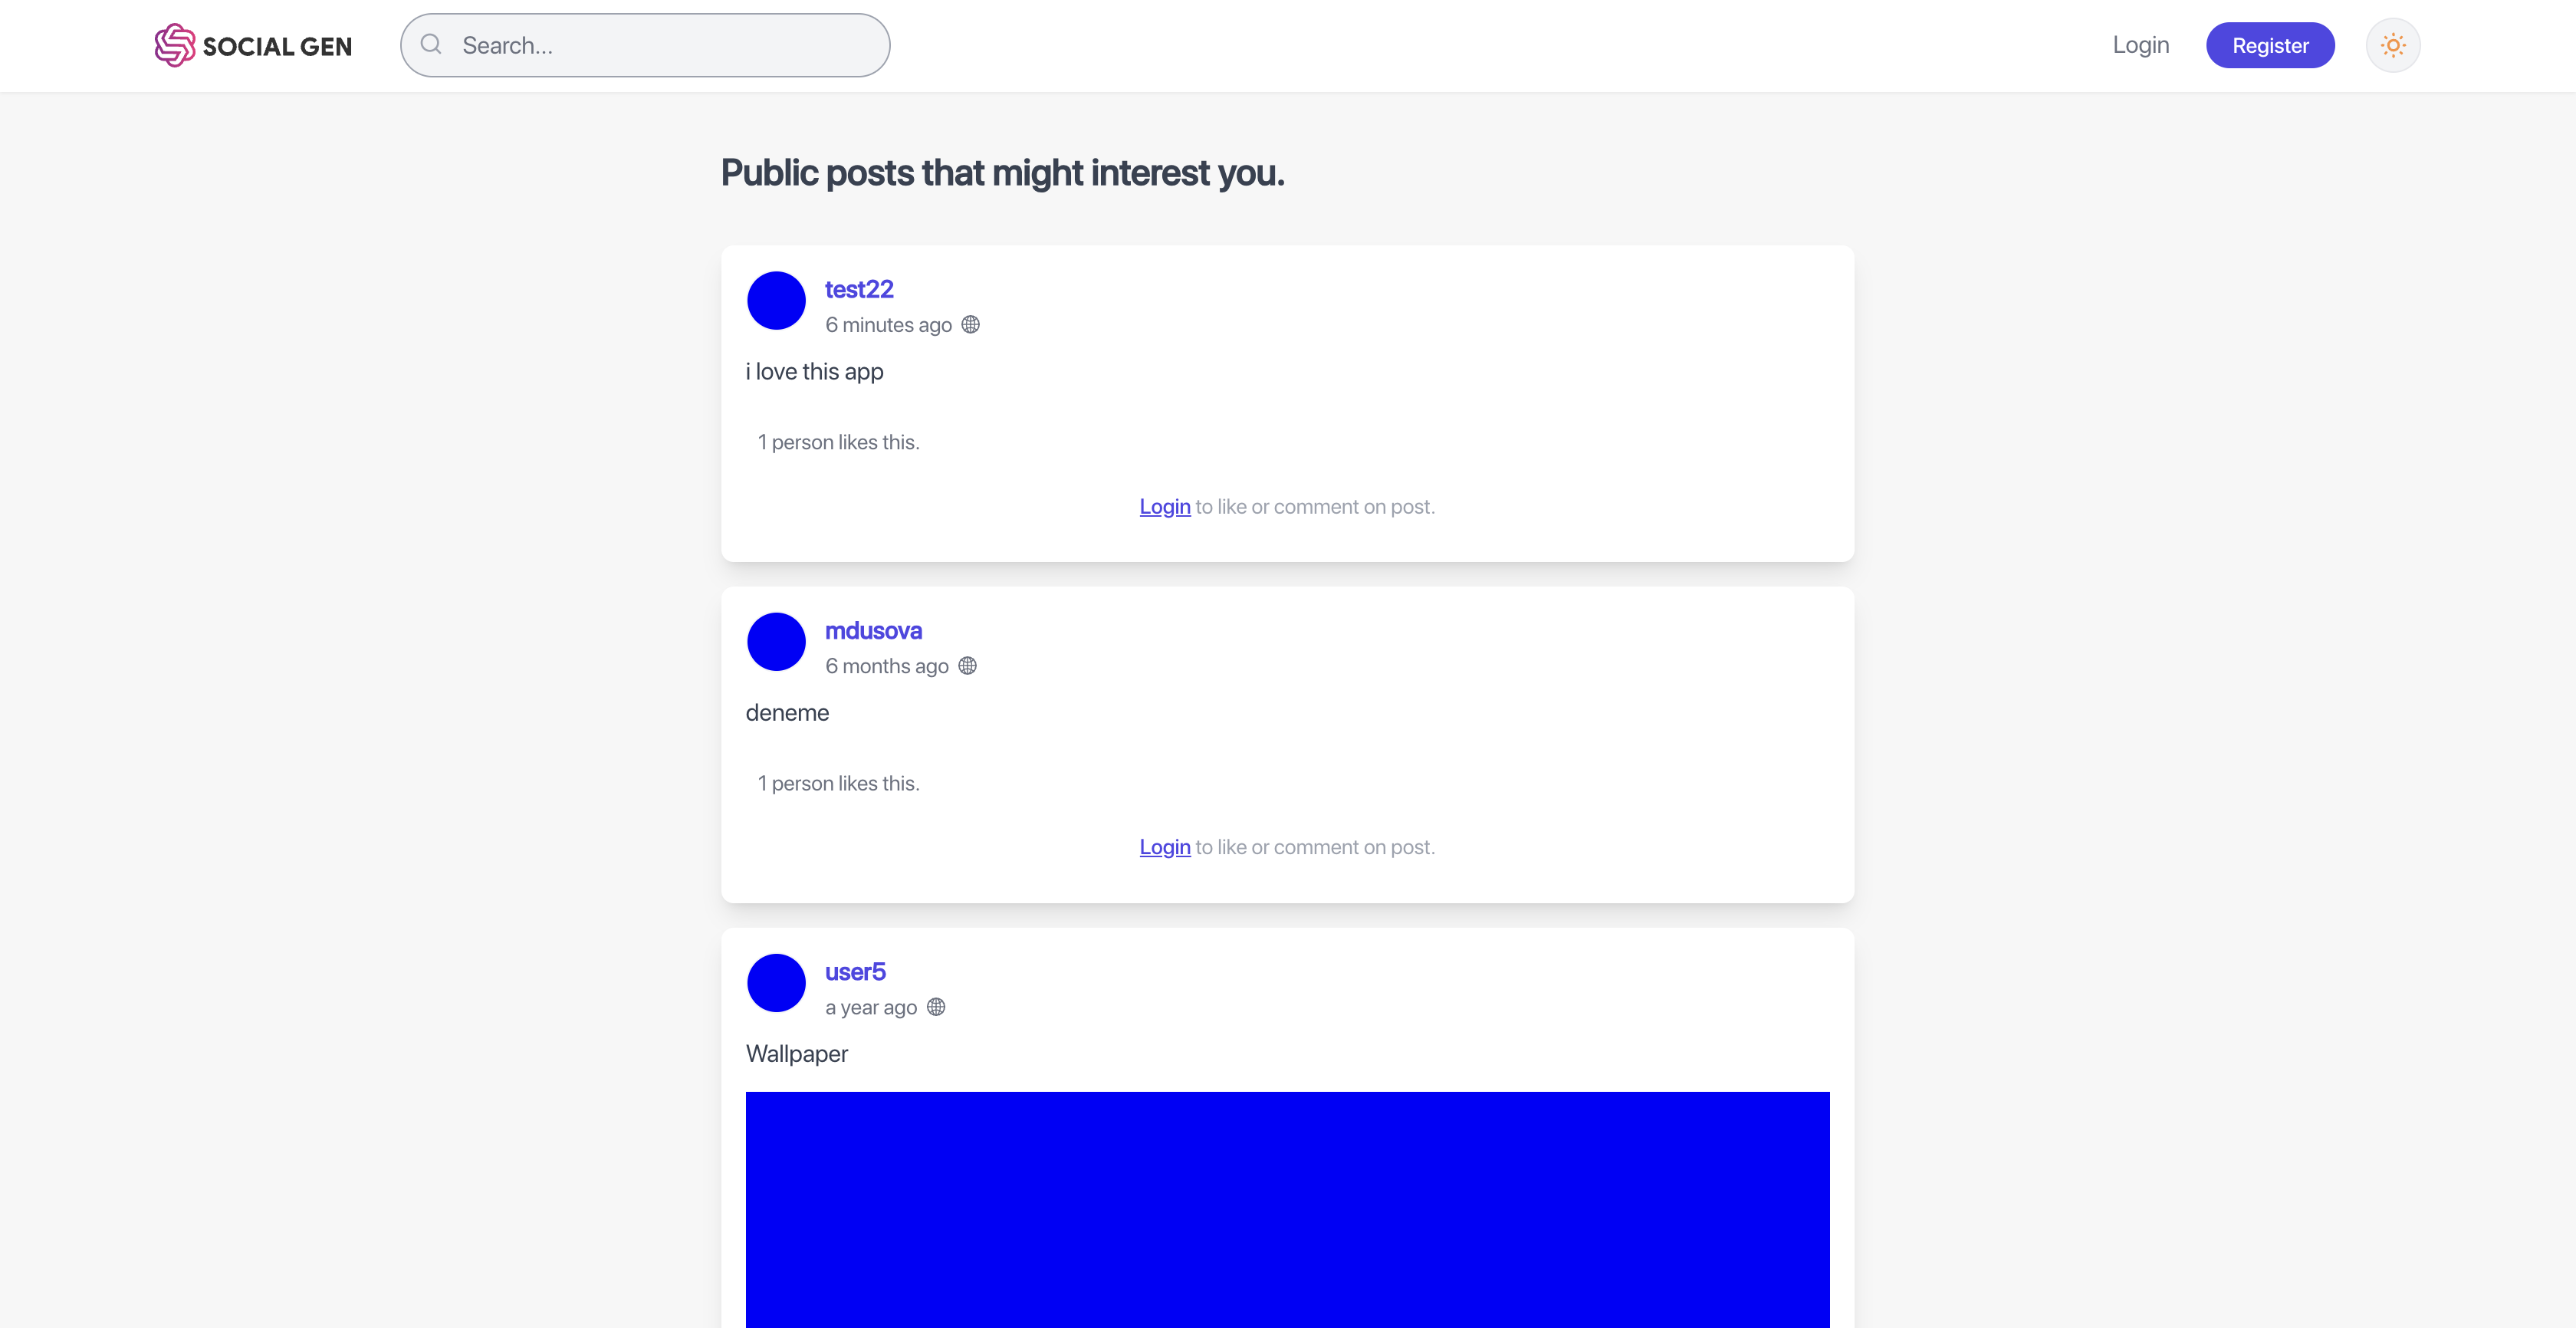 SOCIAL GEN
Search...
Login
Register
Public posts that might interest you.
test22
6 minutes ago
i love this app
1 person likes this.
Login to like or comment on post.
mdusova
6 months ago
deneme
1 person likes this.
Login to like or comment on post.
user5
a year ago
Wallpaper